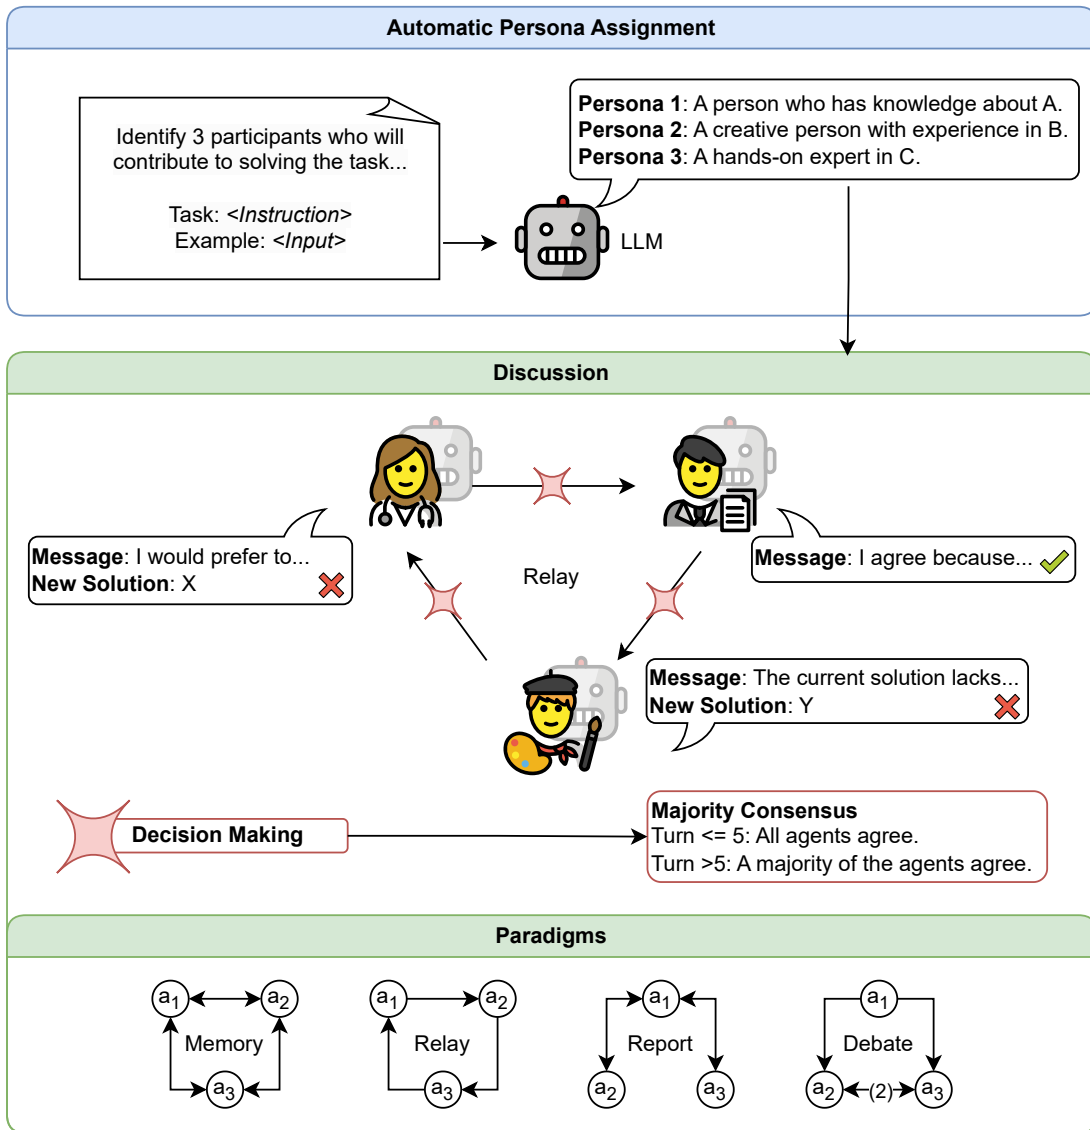 Automatic Persona Assignment
Identify 3 participants who will
contribute to solving the task...
Task: <Instruction>
Example: <Input>
Persona 1: A person who has knowledge about A.
Persona 2: A creative person with experience in B.
Persona 3: A hands-on expert in C.
LLM
Discussion
Message: I would prefer to...
New Solution: X
Relay
Message: I agree because...
Message: The current solution lacks...
New Solution: Y
Decision Making
Majority Consensus
Turn <= 5: All agents agree.
Turn >5: A majority of the agents agree.
Paradigms
a1 a2
Memory
a3
a1 a2
Relay
a3
a1
Report
a2 a3
a1
Debate
a2 (2) a3